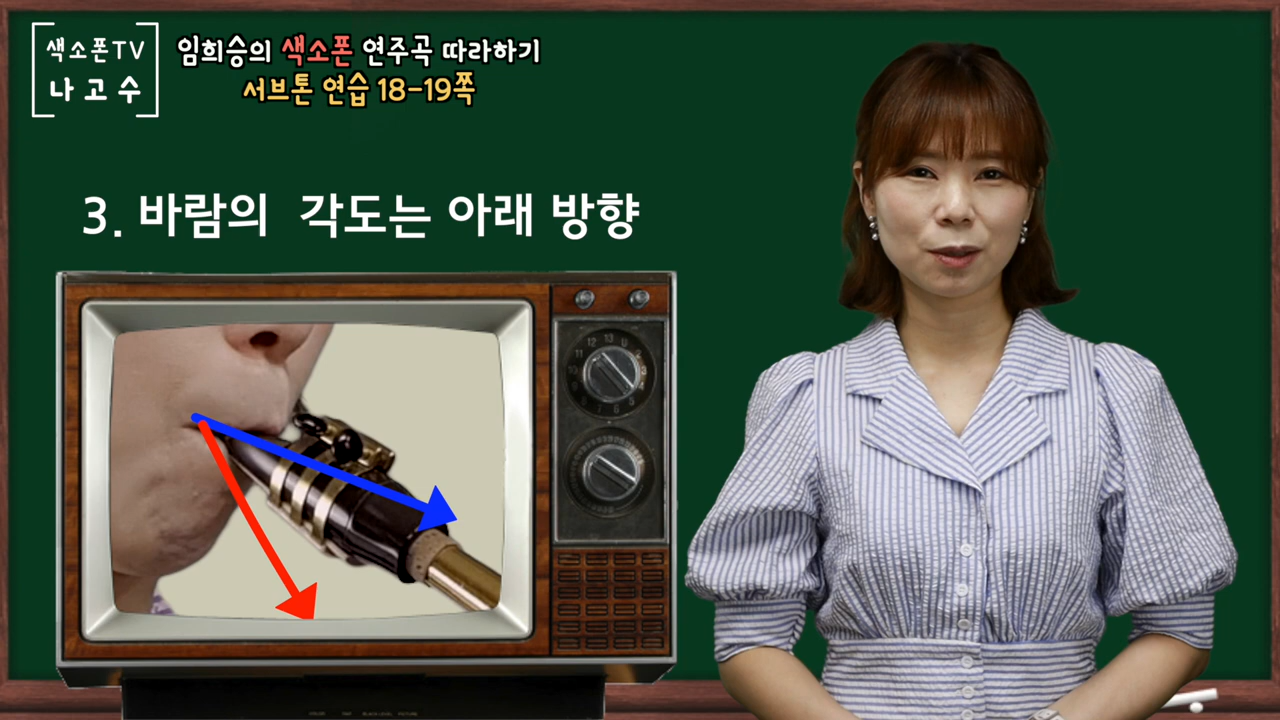 색소폰TV
나고수
임희승의 색소폰 연주곡 따라하기
서브톤 연습 18-19쪽
3. 바람의 각도는 아래 방향